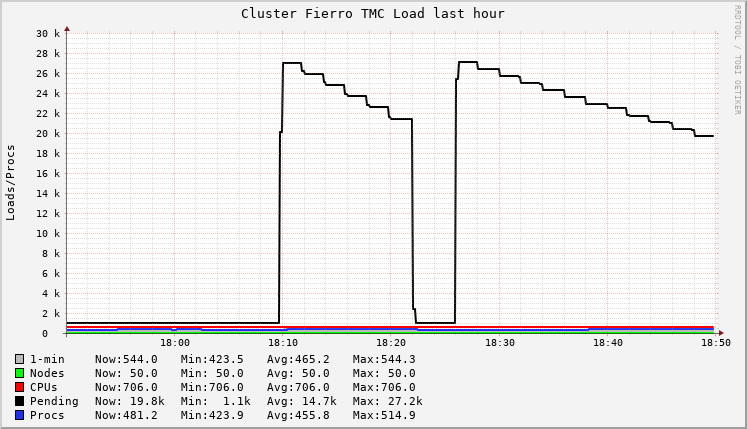 Cluster Fierro TMC Load last hour
RRDTOOL / TOBI OETIKER
Loads/Procs
30 k
28 k
26 k
24 k
22 k
20 k
18 k
16 k
14 k
12 k
10 k
8 k
6 k
4 k
2 k
0
18:00 18:10 18:20 18:30 18:40 18:50
1-min Now:544.0 Min:423.5 Avg:465.2 Max:544.3
Nodes Now: 50.0 Min: 50.0 Avg: 50.0 Max: 50.0
CPUs Now:706.0 Min:706.0 Avg:706.0 Max:706.0
Pending Now: 19.8k Min: 1.1k Avg: 14.7k Max: 27.2k
Procs Now:481.2 Min:423.9 Avg:455.8 Max:514.9